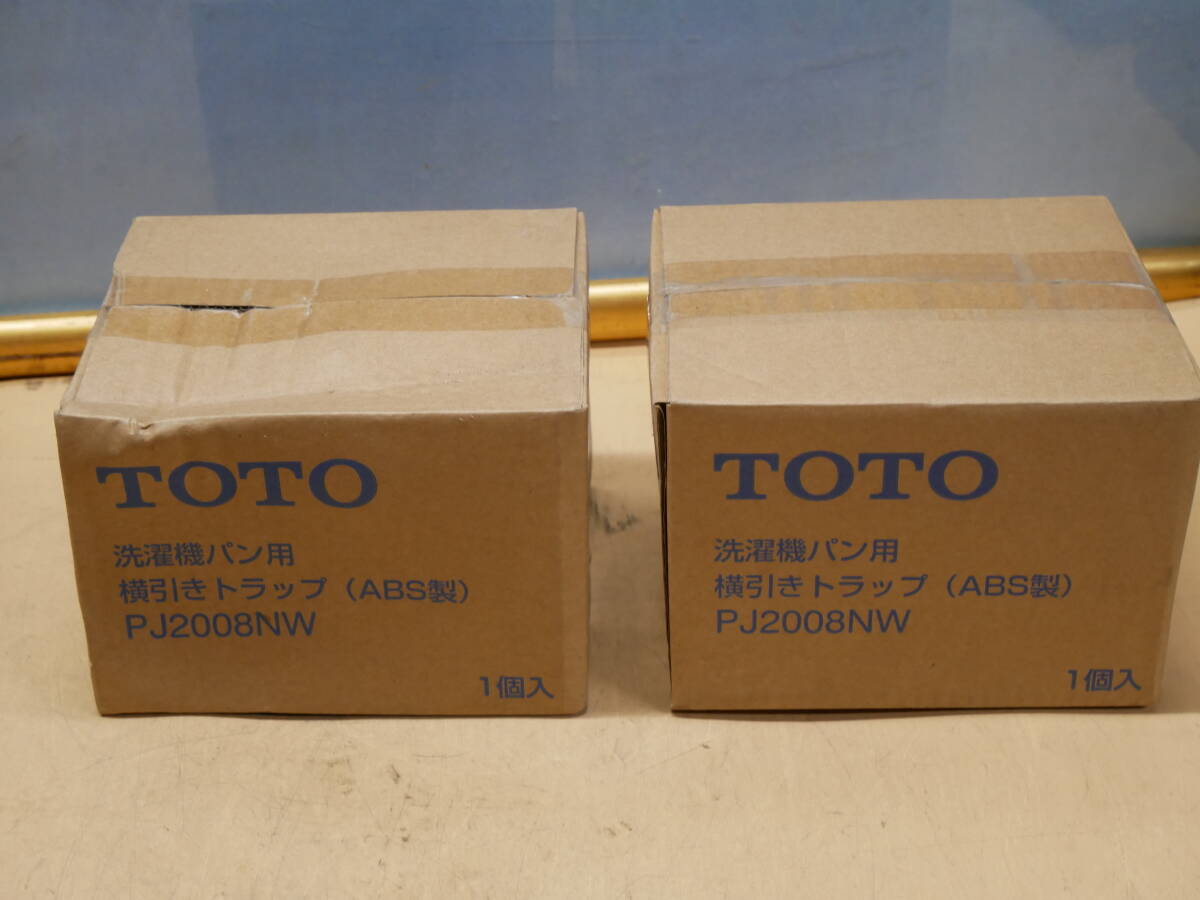 TOTO
洗濯機パン用
横引きトラップ（ABS製）
PJ2008NW
1個入
TOTO
洗濯機パン用
横引きトラップ（ABS製）
PJ2008NW
1個入